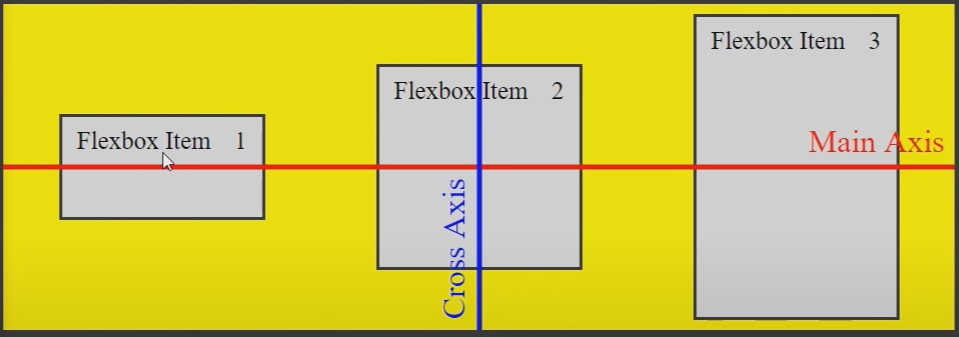 Flexbox Item 1
Flexbox Item 2
Flexbox Item 3
Main Axis
Cross Axis